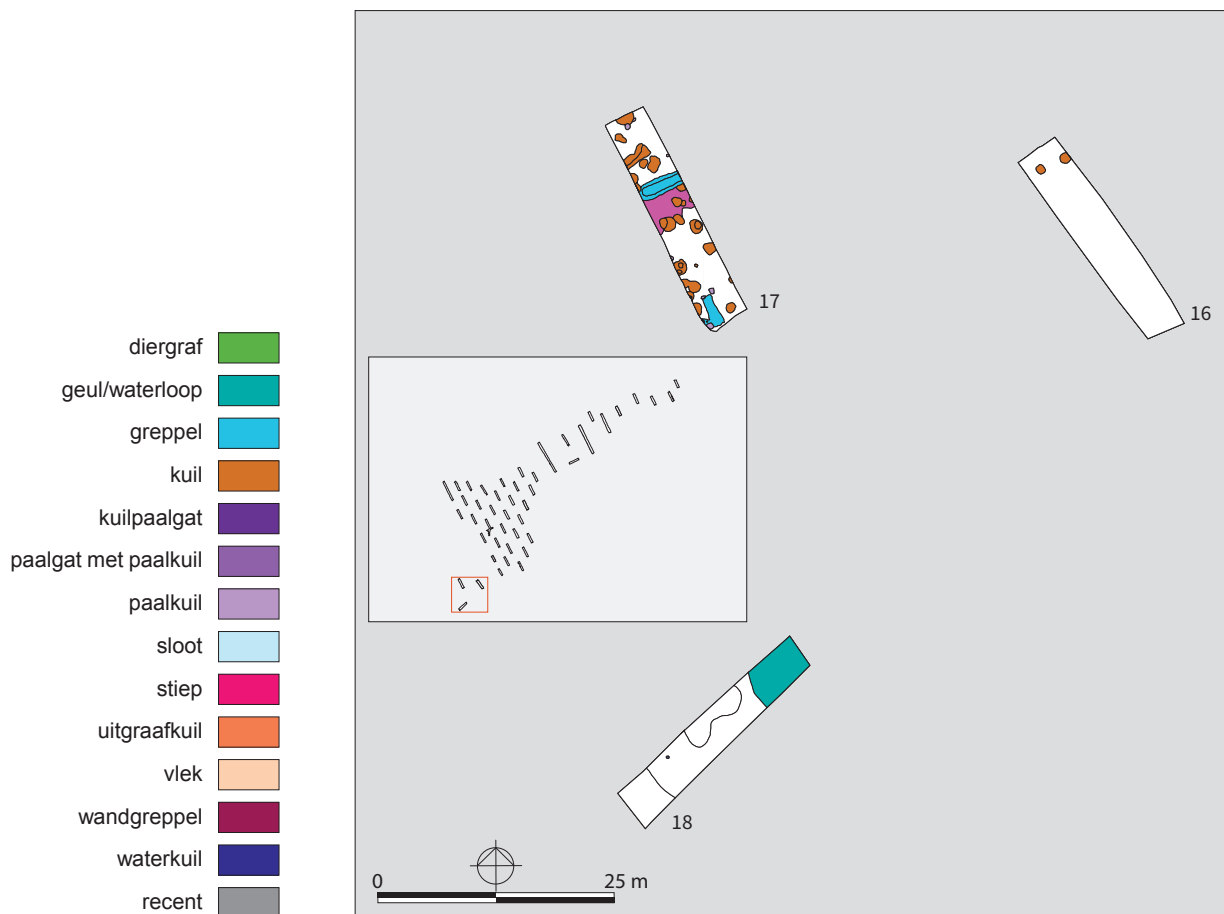 diergraf
geul/waterloop
greppel
kuil
kuilpaalgat
paalgat met paalkuil
paalkuil
sloot
stiep
uitgraafkuil
vlek
wandgreppel
waterkuil
recent
17
16
18
0 25 m